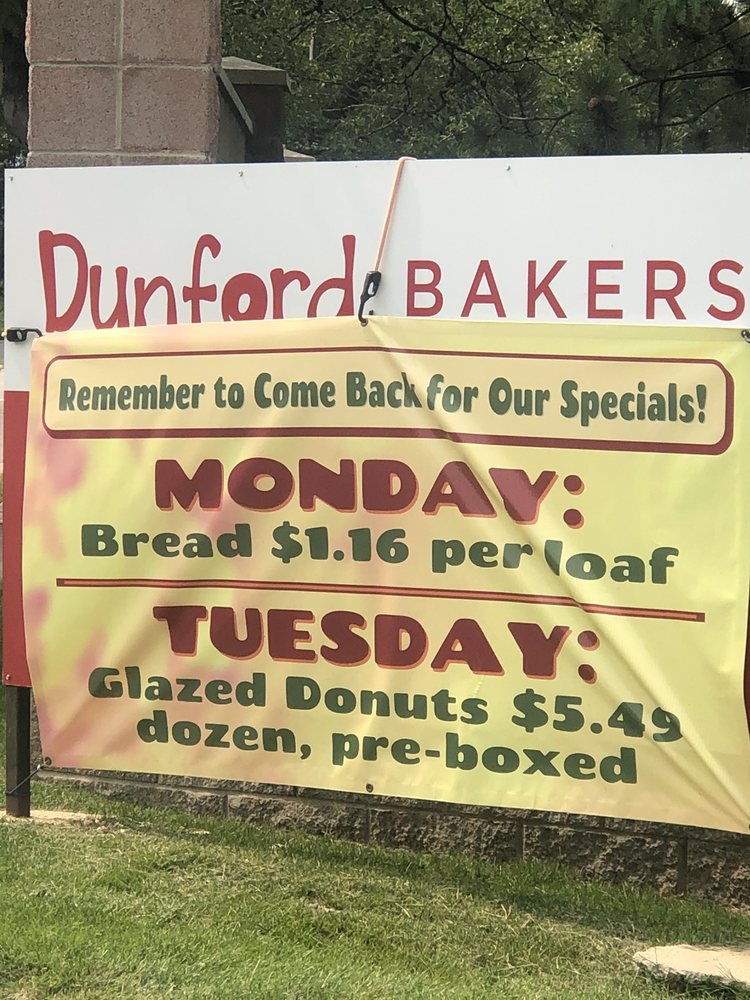 Dunford BAKERS
Remember to Come Back for Our Specials!
MONDAY:
Bread $1.16 per loaf
TUESDAY:
Glazed Donuts $5.49
dozen, pre-boxed